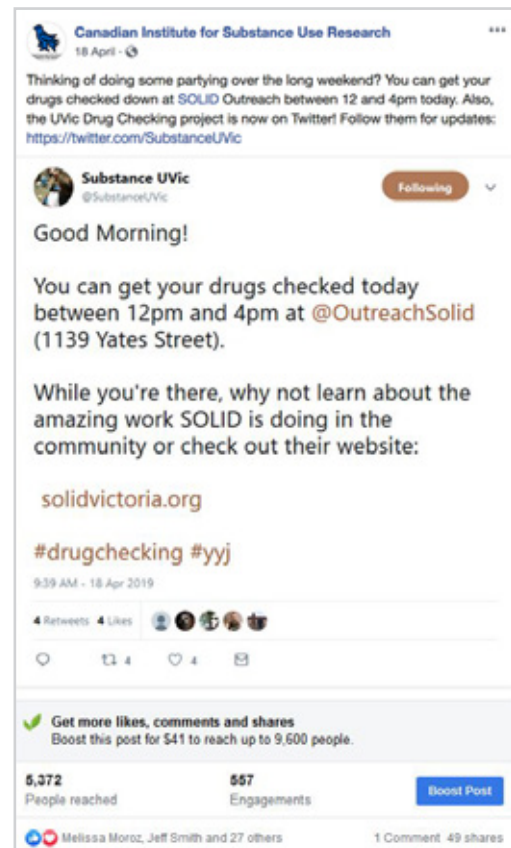 Canadian Institute for Substance Use Research
18 April ·
Thinking of doing some partying over the long weekend? You can get your
drugs checked down at SOLID Outreach between 12 and 4pm today. Also,
the UVic Drug Checking project is now on Twitter! Follow them for updates:
https://twitter.com/SubstanceUVic
Substance UVic
@SubstanceUVic
Following
Good Morning!
You can get your drugs checked today
between 12pm and 4pm at @OutreachSolid
(1139 Yates Street).
While you're there, why not learn about the
amazing work SOLID is doing in the
community or check out their website:
solidvictoria.org
#drugchecking #yyj
9:39 AM - 18 Apr 2019
4 Retweets 4 Likes
4 4
Get more likes, comments and shares
Boost this post for $41 to reach up to 9,600 people.
5,372 557
People reached Engagements
Boost Post
Melissa Moroz, Jeff Smith and 27 others 1 Comment 49 shares